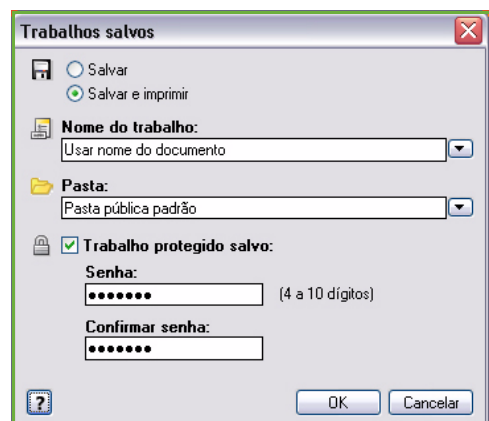 Trabalhos salvos
Salvar
Salvar e imprimir
Nome do trabalho:
Usar nome do documento
Pasta:
Pasta pública padrão
Trabalho protegido salvo:
Senha:
••••••• (4 a 10 dígitos)
Confirmar senha:
•••••••
? OK Cancelar